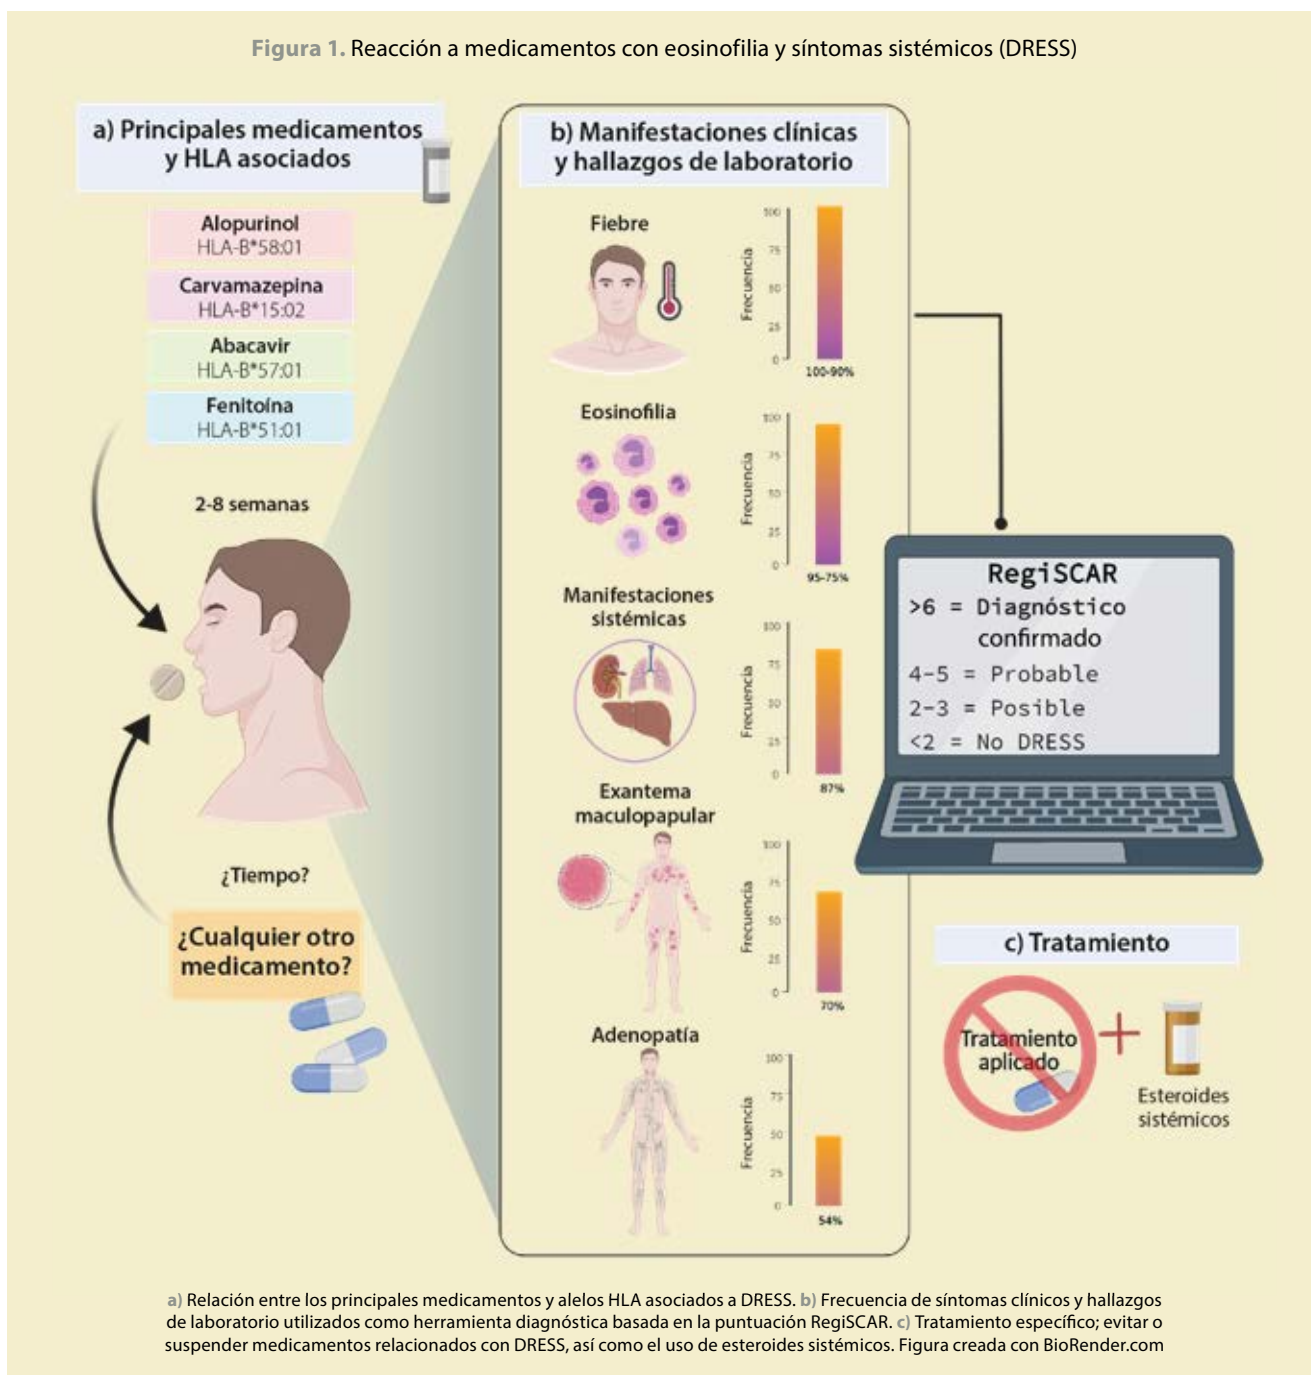 Figura 1. Reacción a medicamentos con eosinofilia y síntomas sistémicos (DRESS)
a) Principales medicamentos
y HLA asociados
Alopurinol
HLA-B*58:01
Carvamazepina
HLA-B*15:02
Abacavir
HLA-B*57:01
Fenitoína
HLA-B*51:01
2-8 semanas
¿Tiempo?
¿Cualquier otro
medicamento?
b) Manifestaciones clínicas
y hallazgos de laboratorio
Fiebre
Frecuencia
100
75
50
25
0
100-90%
Eosinofilia
Frecuencia
100
75
50
25
0
95-75%
Manifestaciones
sistémicas
Frecuencia
100
75
50
25
0
87%
Exantema
maculopapular
Frecuencia
100
75
50
25
0
70%
Adenopatía
Frecuencia
100
75
50
25
0
54%
RegiSCAR
>6 = Diagnóstico
confirmado
4-5 = Probable
2-3 = Posible
<2 = No DRESS
c) Tratamiento
Tratamiento
aplicado
+
Esteroides
sistémicos
a) Relación entre los principales medicamentos y alelos HLA asociados a DRESS. b) Frecuencia de síntomas clínicos y hallazgos
de laboratorio utilizados como herramienta diagnóstica basada en la puntuación RegiSCAR. c) Tratamiento específico; evitar o
suspender medicamentos relacionados con DRESS, así como el uso de esteroides sistémicos. Figura creada con BioRender.com